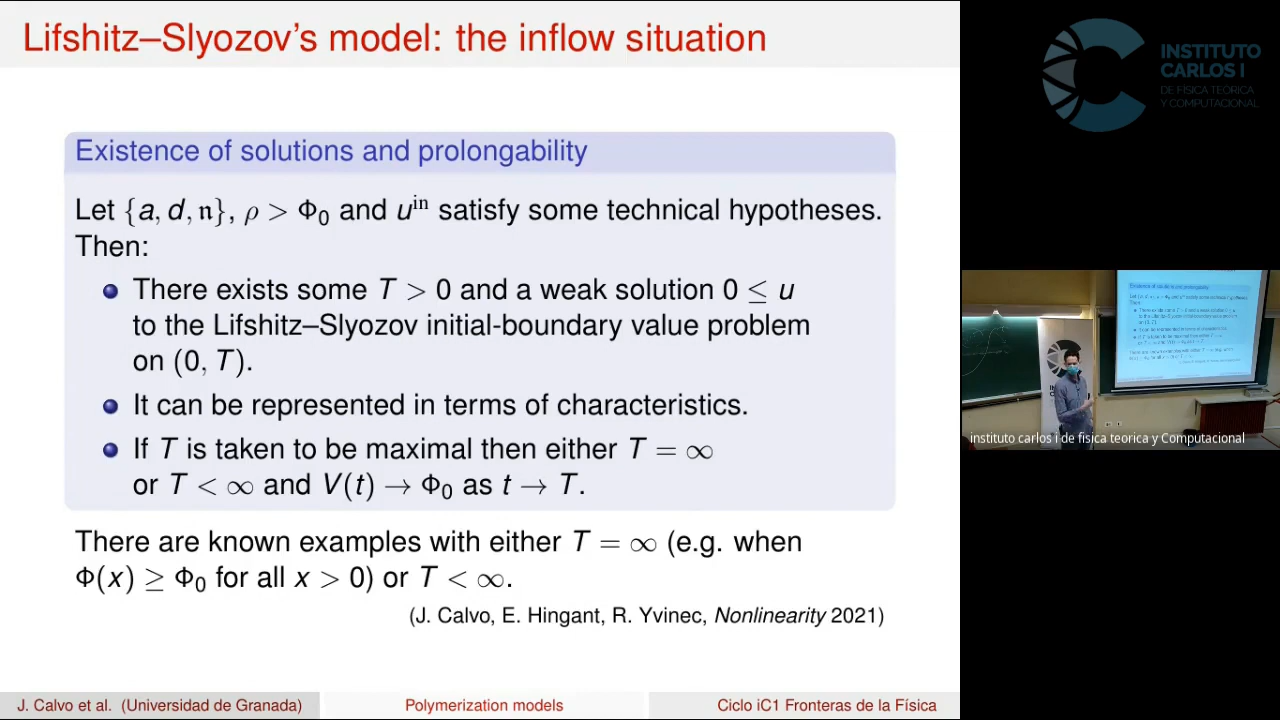 Lifshitz–Slyozov's model: the inflow situation
Existence of solutions and prolongability
Let {a, d, 𝔫}, ρ > Φ₀ and uⁱⁿ satisfy some technical hypotheses.
Then:
There exists some T > 0 and a weak solution 0 ≤ u
to the Lifshitz–Slyozov initial-boundary value problem
on (0, T).
It can be represented in terms of characteristics.
If T is taken to be maximal then either T = ∞
or T < ∞ and V(t) → Φ₀ as t → T.
There are known examples with either T = ∞ (e.g. when
Φ(x) ≥ Φ₀ for all x > 0) or T < ∞.
(J. Calvo, E. Hingant, R. Yvinec, Nonlinearity 2021)
J. Calvo et al. (Universidad de Granada)
Polymerization models
Ciclo iC1 Fronteras de la Física
INSTITUTO
CARLOS I
DE FÍSICA TEÓRICA
Y COMPUTACIONAL
instituto carlos i de fisica teorica y Computacional